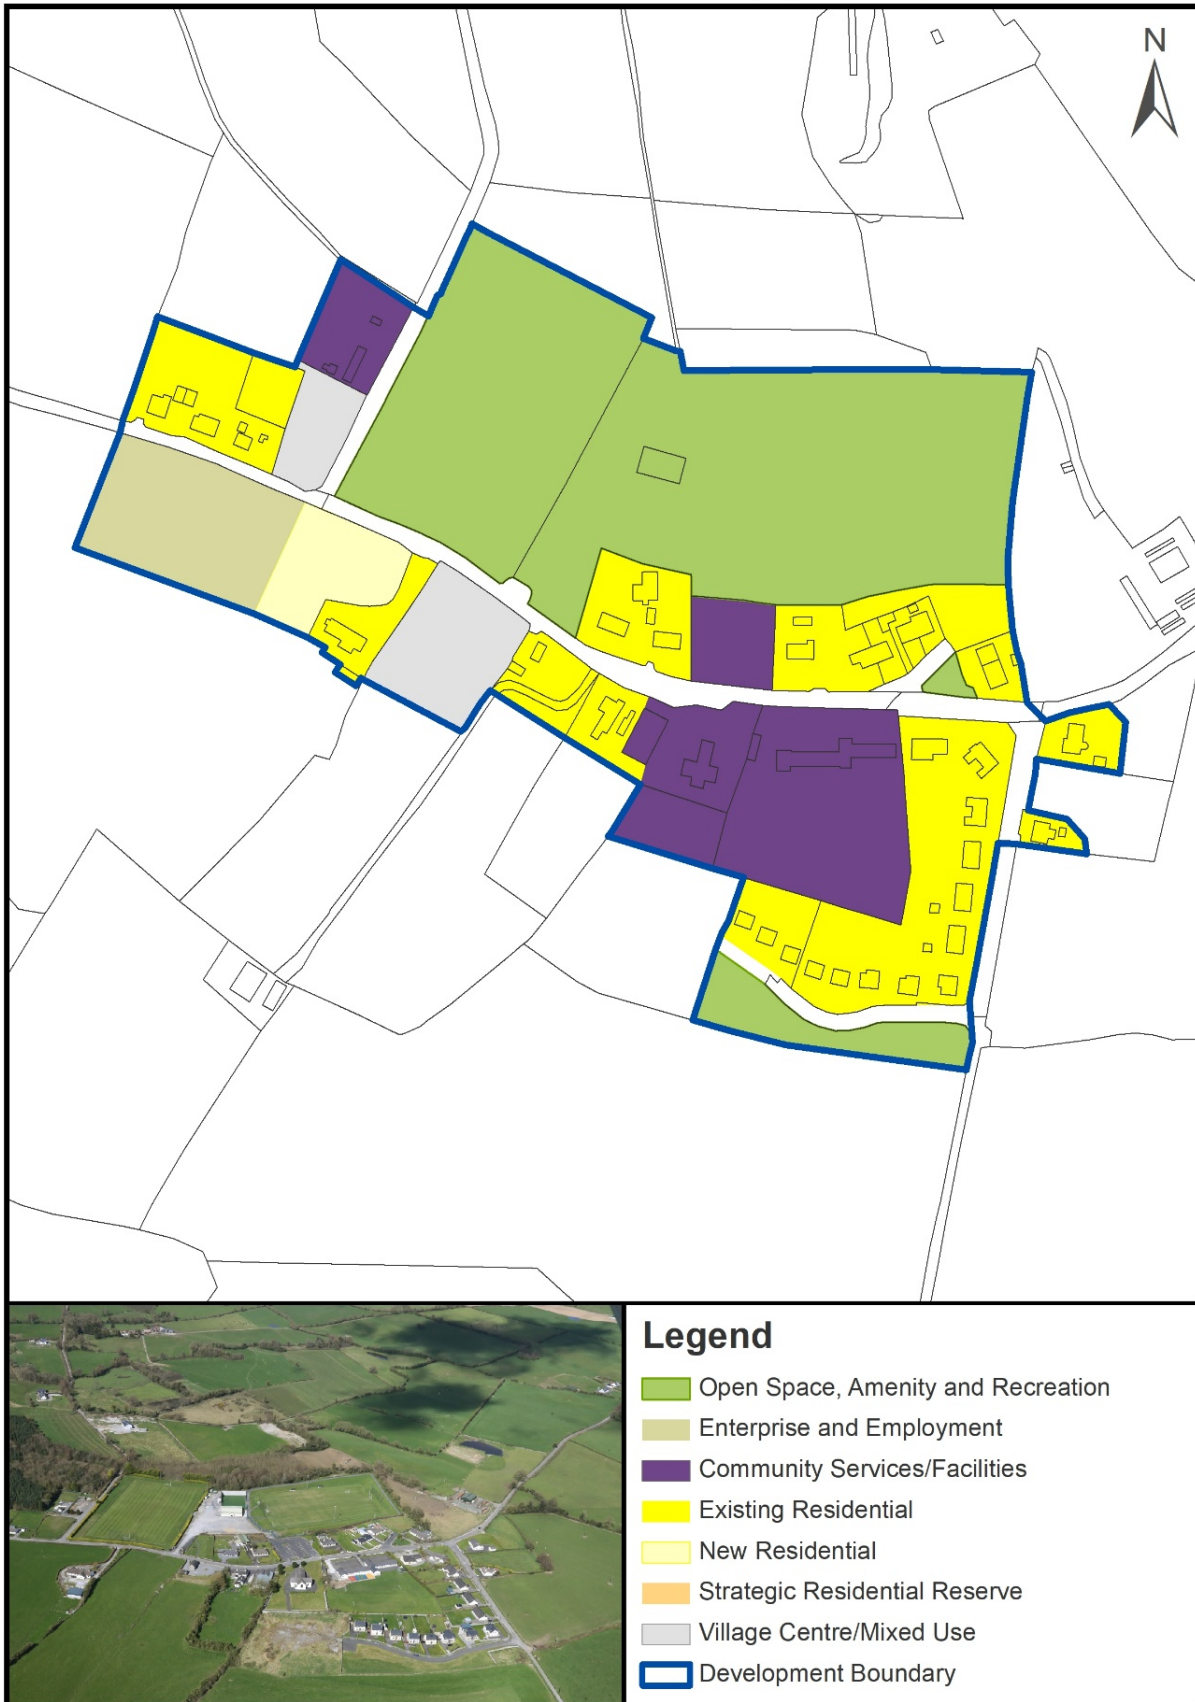 N
Legend
Open Space, Amenity and Recreation
Enterprise and Employment
Community Services/Facilities
Existing Residential
New Residential
Strategic Residential Reserve
Village Centre/Mixed Use
Development Boundary